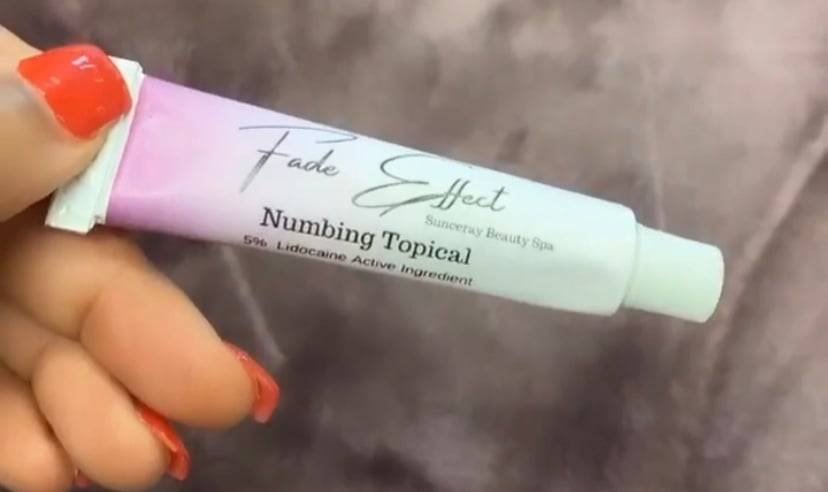 Fade Effect
Sunceray Beauty Spa
Numbing Topical
5% Lidocaine Active Ingredient